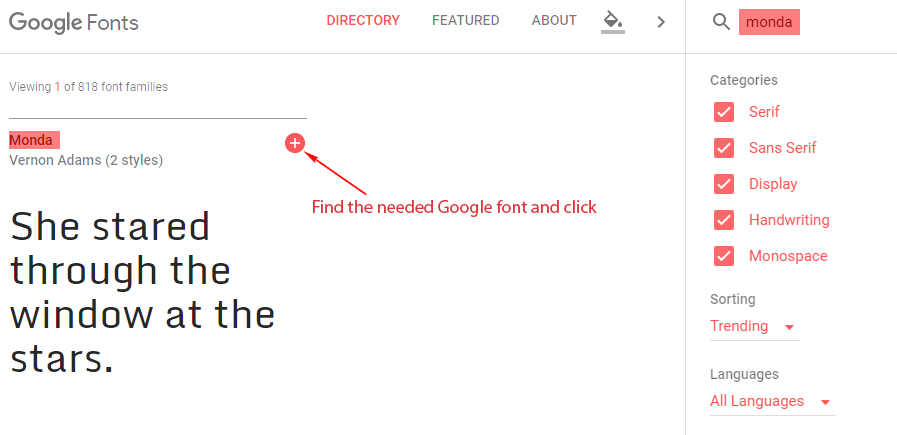 Google Fonts
DIRECTORY FEATURED ABOUT
monda
Viewing 1 of 818 font families
Monda
Vernon Adams (2 styles)
Find the needed Google font and click
She stared
through the
window at the
stars.
Categories
Serif
Sans Serif
Display
Handwriting
Monospace
Sorting
Trending
Languages
All Languages